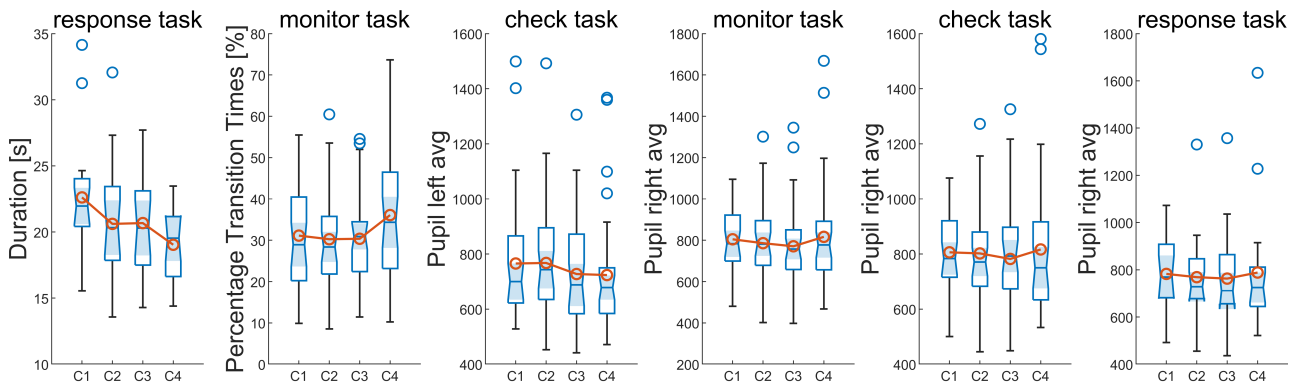 response task
Duration [s]
35
30
25
20
15
10
C1 C2 C3 C4
monitor task
Percentage Transition Times [%]
80
70
60
50
40
30
20
10
0
C1 C2 C3 C4
check task
Pupil left avg
1600
1400
1200
1000
800
600
400
C1 C2 C3 C4
monitor task
Pupil right avg
1800
1600
1400
1200
1000
800
600
400
200
C1 C2 C3 C4
check task
Pupil right avg
1600
1400
1200
1000
800
600
400
C1 C2 C3 C4
response task
Pupil right avg
1800
1600
1400
1200
1000
800
600
400
C1 C2 C3 C4